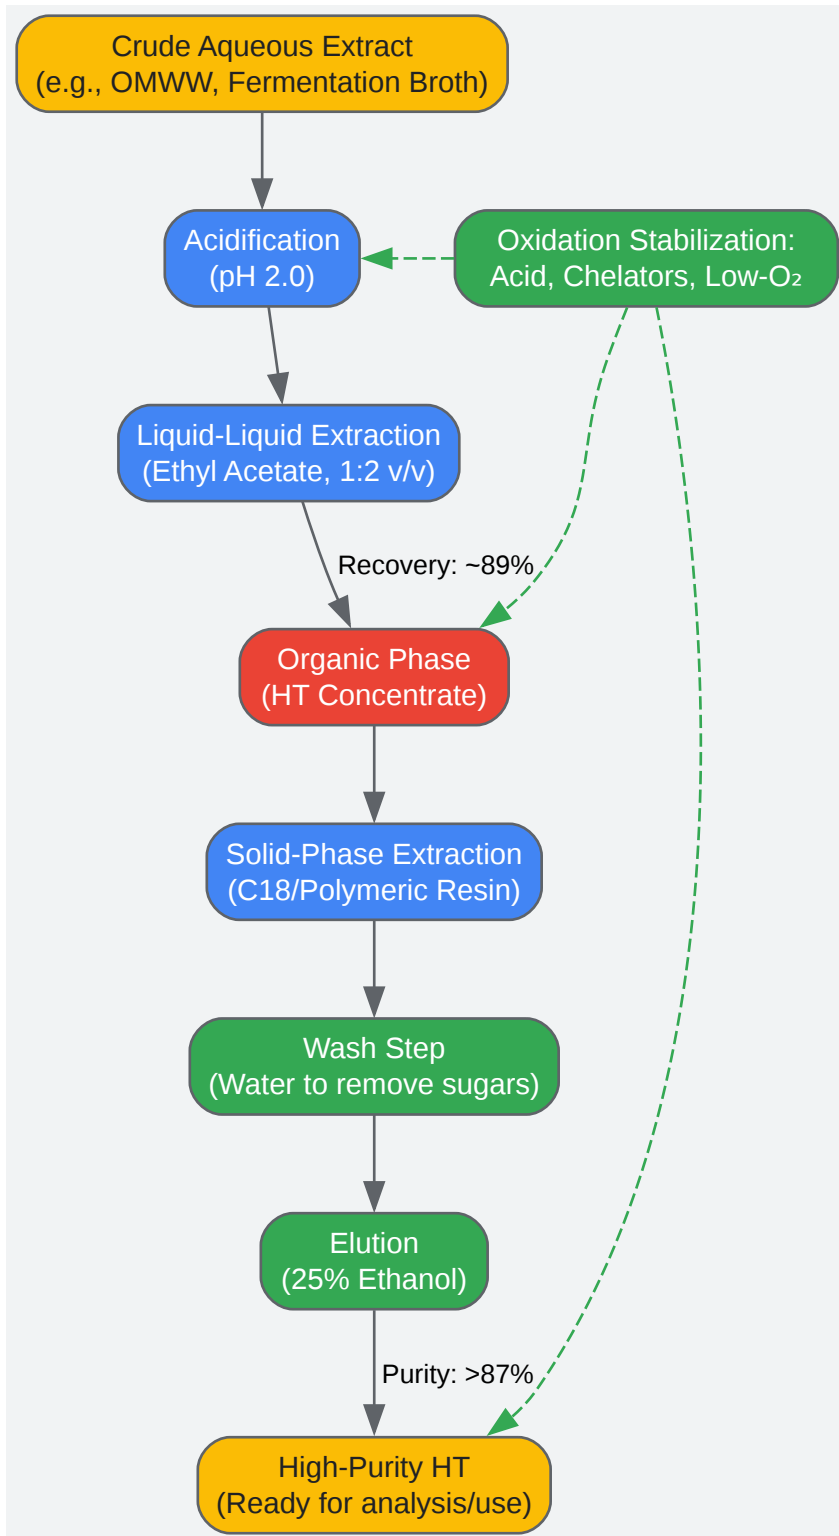 Crude Aqueous Extract
(e.g., OMWW, Fermentation Broth)
Acidification
(pH 2.0)
Oxidation Stabilization:
Acid, Chelators, Low-O₂
Liquid-Liquid Extraction
(Ethyl Acetate, 1:2 v/v)
Recovery: ~89%
Organic Phase
(HT Concentrate)
Solid-Phase Extraction
(C18/Polymeric Resin)
Wash Step
(Water to remove sugars)
Elution
(25% Ethanol)
Purity: >87%
High-Purity HT
(Ready for analysis/use)